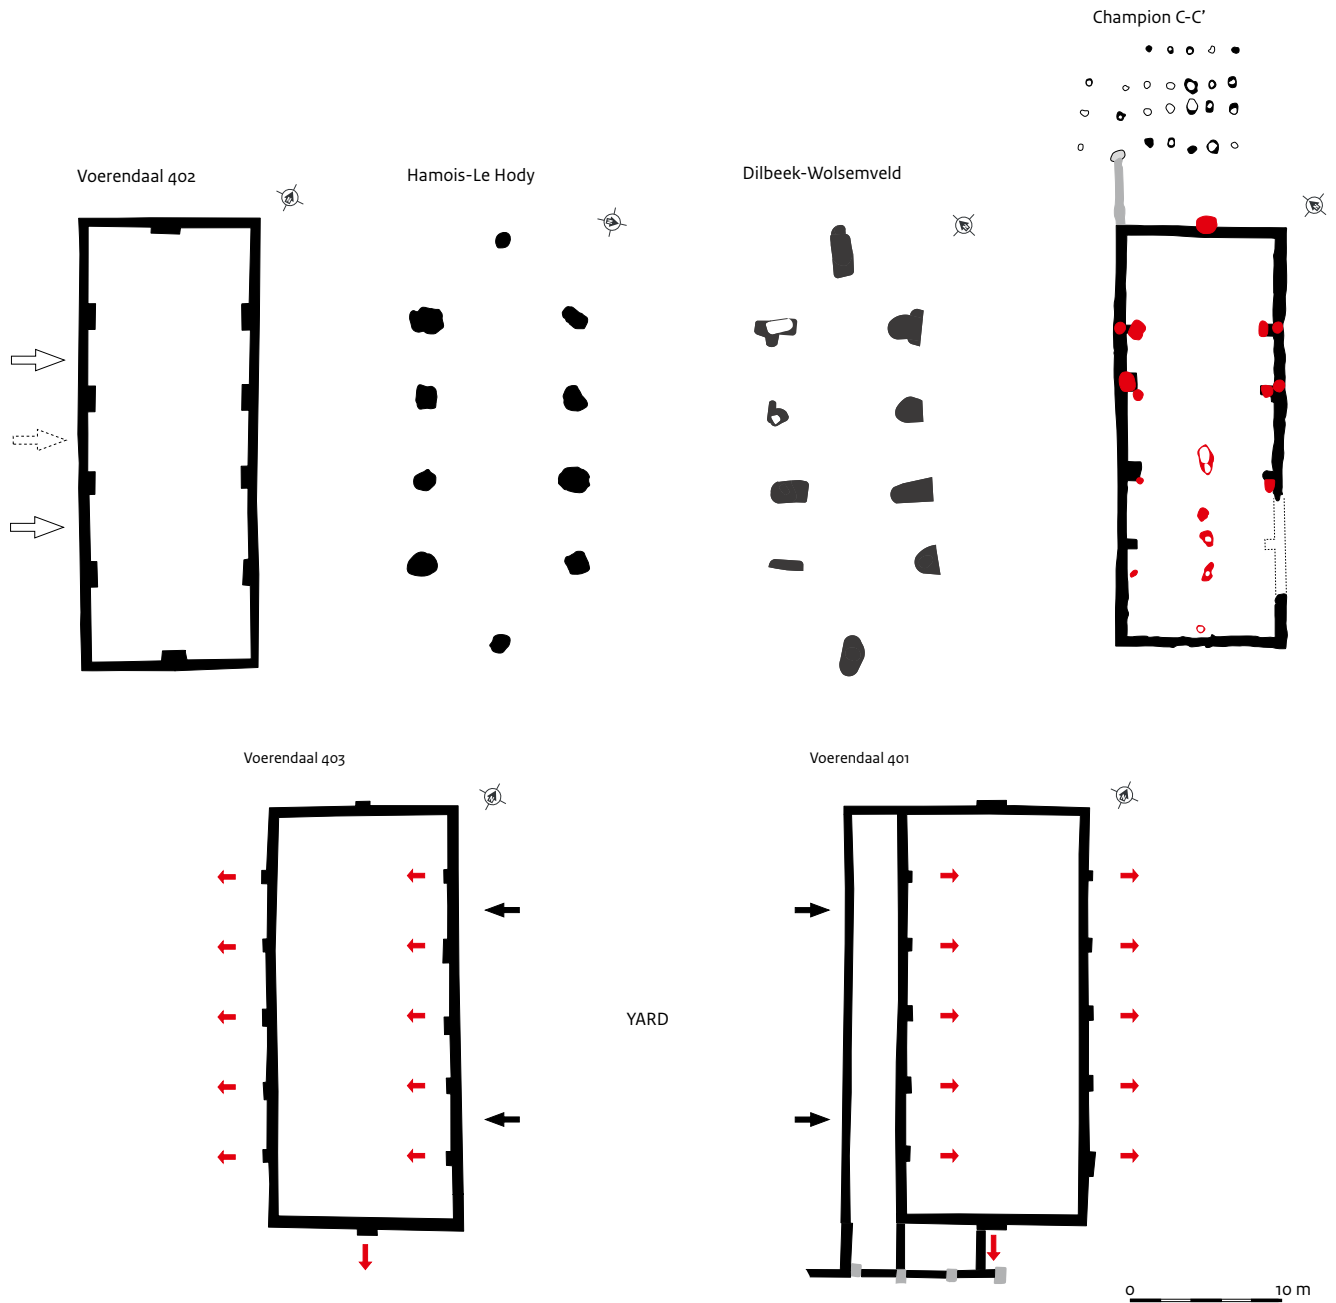 Champion C-C'
Voerendaal 402
Hamois-Le Hody
Dilbeek-Wolsemveld
Voerendaal 403
Voerendaal 401
YARD
0 10 m